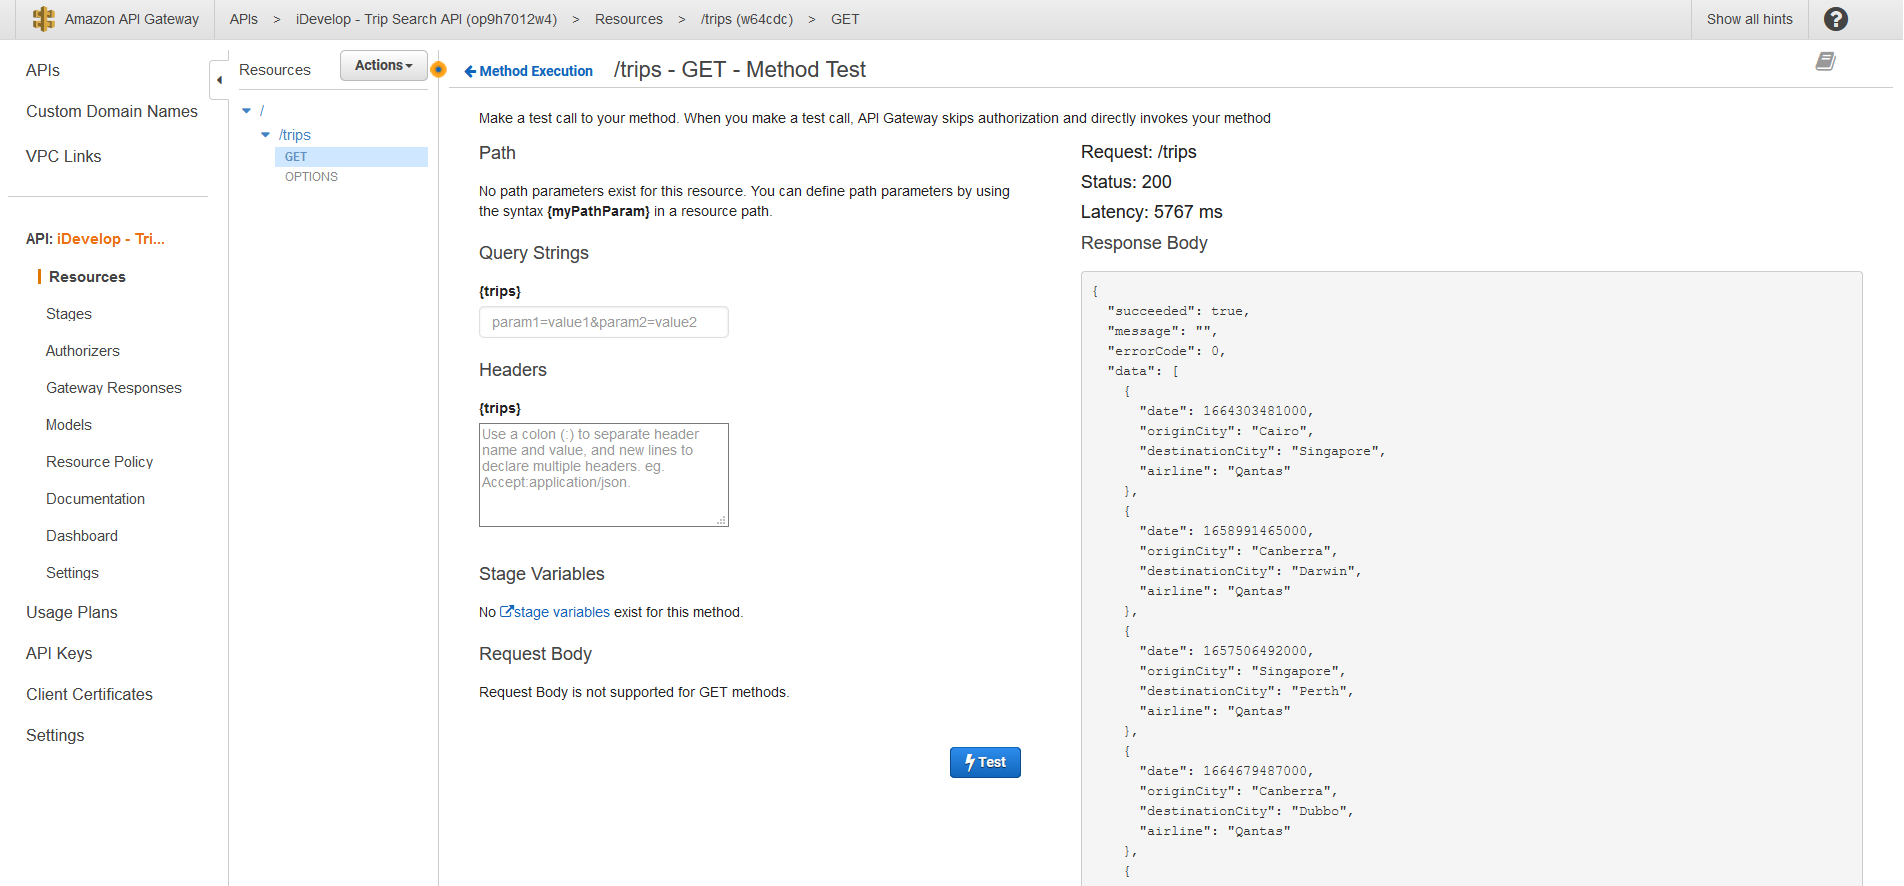 Amazon API Gateway
APIs > iDevelop - Trip Search API (op9h7012w4) > Resources > /trips (w64cdc) > GET
Show all hints
?
APIs
Custom Domain Names
VPC Links
API: iDevelop - Tri...
Resources
Stages
Authorizers
Gateway Responses
Models
Resource Policy
Documentation
Dashboard
Settings
Usage Plans
API Keys
Client Certificates
Settings
Resources
Actions
/
/trips
GET
OPTIONS
Method Execution
/trips - GET - Method Test
Make a test call to your method. When you make a test call, API Gateway skips authorization and directly invokes your method
Path
No path parameters exist for this resource. You can define path parameters by using
the syntax {myPathParam} in a resource path.
Query Strings
{trips}
param1=value1&param2=value2
Headers
{trips}
Use a colon (:) to separate header
name and value, and new lines to
declare multiple headers. eg.
Accept:application/json.
Stage Variables
No stage variables exist for this method.
Request Body
Request Body is not supported for GET methods.
Test
Request: /trips
Status: 200
Latency: 5767 ms
Response Body
{
"succeeded": true,
"message": "",
"errorCode": 0,
"data": [
{
"date": 1664303481000,
"originCity": "Cairo",
"destinationCity": "Singapore",
"airline": "Qantas"
},
{
"date": 1658991465000,
"originCity": "Canberra",
"destinationCity": "Darwin",
"airline": "Qantas"
},
{
"date": 1657506492000,
"originCity": "Singapore",
"destinationCity": "Perth",
"airline": "Qantas"
},
{
"date": 1664679487000,
"originCity": "Canberra",
"destinationCity": "Dubbo",
"airline": "Qantas"
},
{